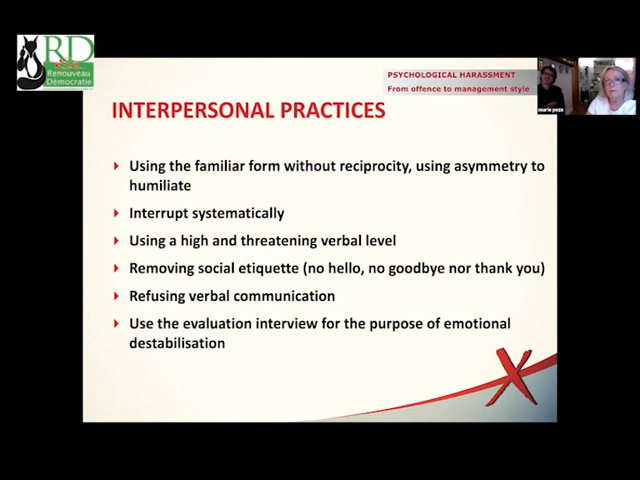 RD
Renouveau
Démocratie
PSYCHOLOGICAL HARASSMENT
From offence to management style
marie peze
INTERPERSONAL PRACTICES
Using the familiar form without reciprocity, using asymmetry to
humiliate
Interrupt systematically
Using a high and threatening verbal level
Removing social etiquette (no hello, no goodbye nor thank you)
Refusing verbal communication
Use the evaluation interview for the purpose of emotional
destabilisation